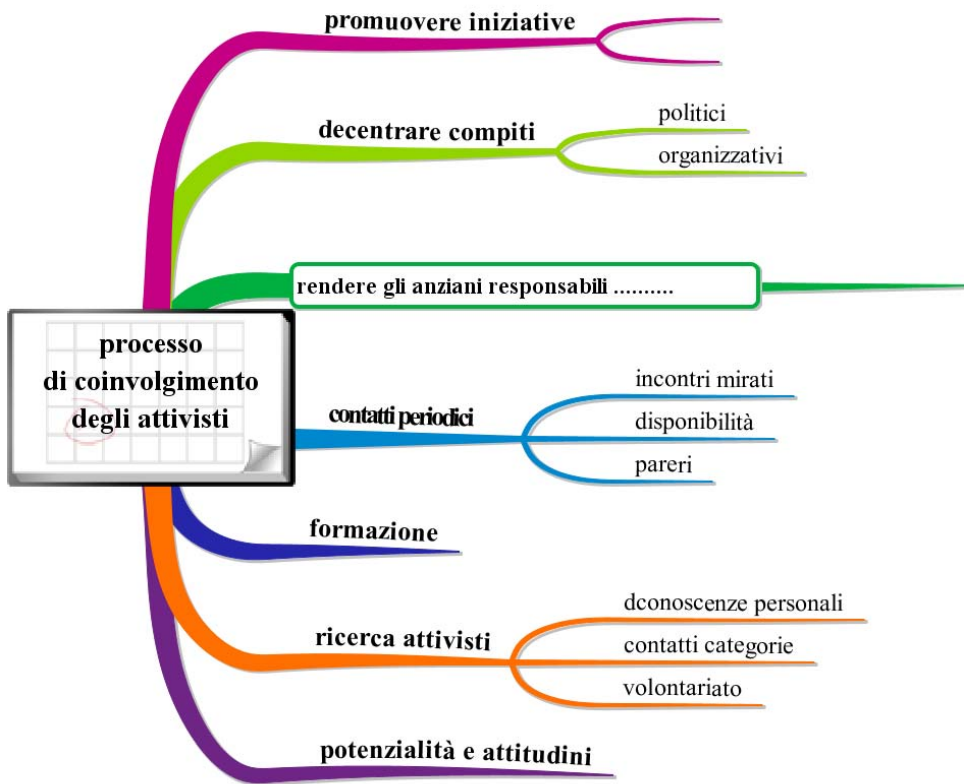 promuovere iniziative
decentrare compiti
politici
organizzativi
rendere gli anziani responsabili ..........
processo
di coinvolgimento
degli attivisti
contatti periodici
incontri mirati
disponibilità
pareri
formazione
ricerca attivisti
dconoscenze personali
contatti categorie
volontariato
potenzialità e attitudini